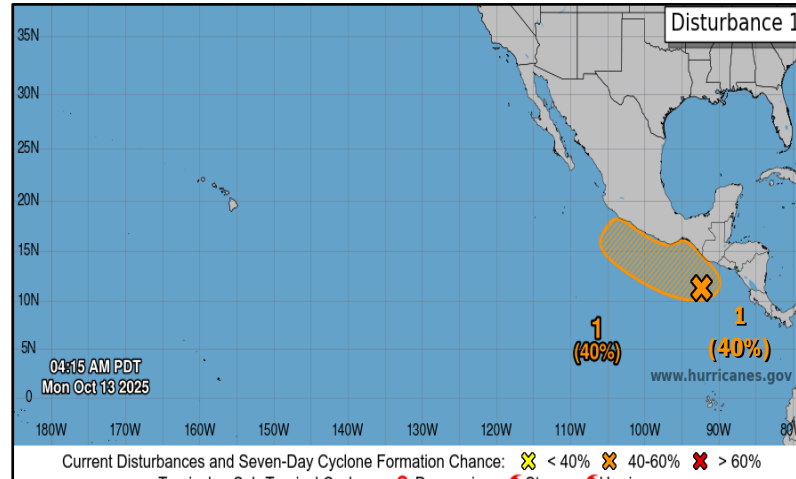 Disturbance 1
35N
30N
25N
20N
15N
10N
5N
0
1
(40%)
1
(40%)
04:15 AM PDT
Mon Oct 13 2025
www.hurricanes.gov
180W 170W 160W 150W 140W 130W 120W 110W 100W 90W
Current Disturbances and Seven-Day Cyclone Formation Chance: < 40% 40-60% > 60%